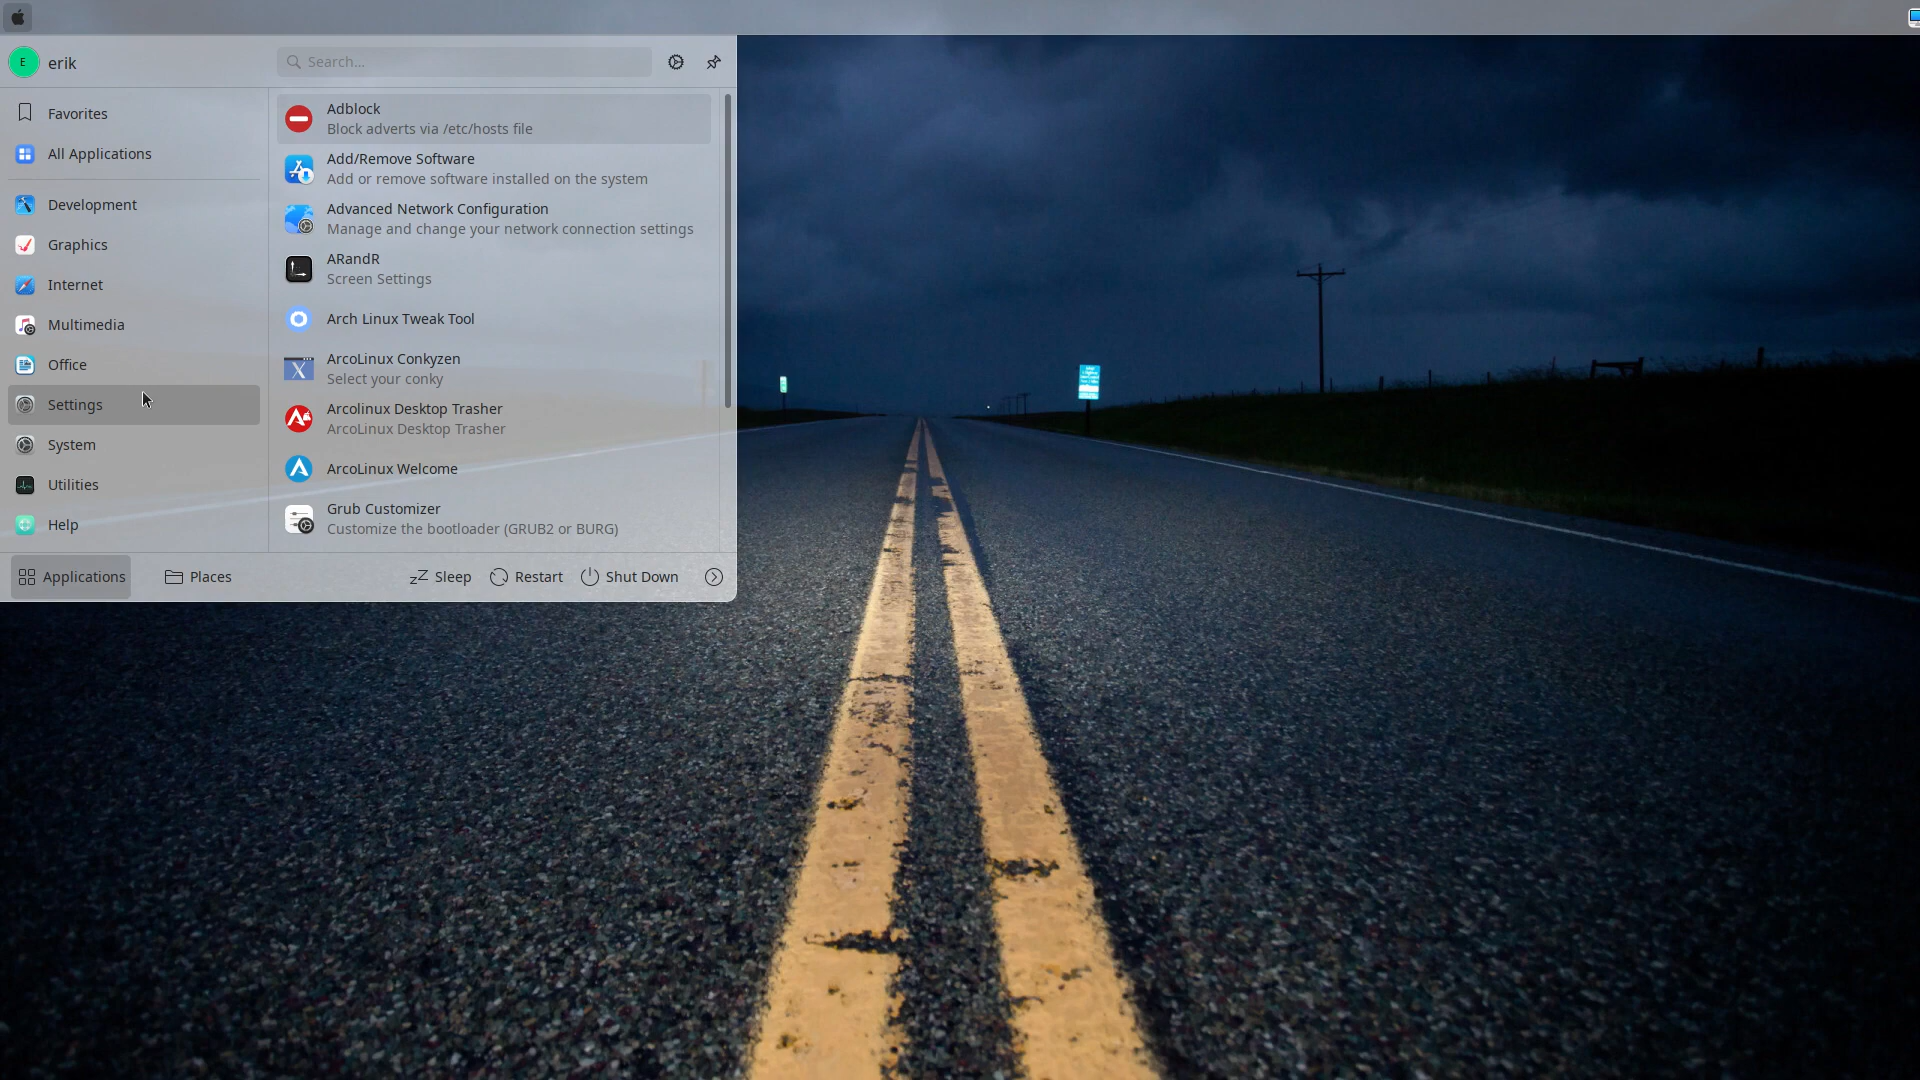 E
erik
Search...
Favorites
All Applications
Development
Graphics
Internet
Multimedia
Office
Settings
System
Utilities
Help
Adblock
Block adverts via /etc/hosts file
Add/Remove Software
Add or remove software installed on the system
Advanced Network Configuration
Manage and change your network connection settings
ARandR
Screen Settings
Arch Linux Tweak Tool
ArcoLinux Conkyzen
Select your conky
Arcolinux Desktop Trasher
ArcoLinux Desktop Trasher
ArcoLinux Welcome
Grub Customizer
Customize the bootloader (GRUB2 or BURG)
Applications
Places
Sleep
Restart
Shut Down